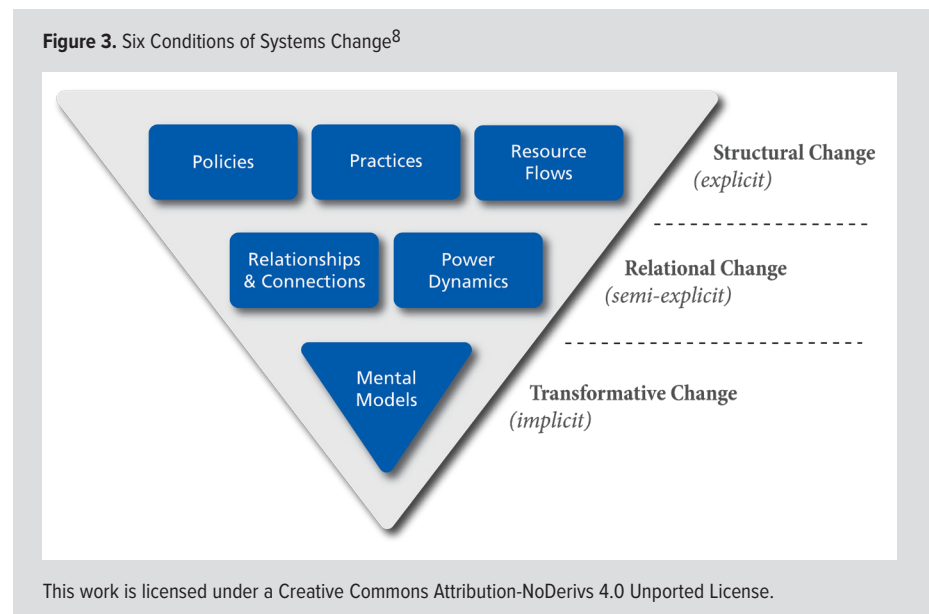 Figure 3. Six Conditions of Systems Change8
Policies
Practices
Resource
Flows
Structural Change
(explicit)
Relationships
& Connections
Power
Dynamics
Relational Change
(semi-explicit)
Mental
Models
Transformative Change
(implicit)
This work is licensed under a Creative Commons Attribution-NoDerivs 4.0 Unported License.